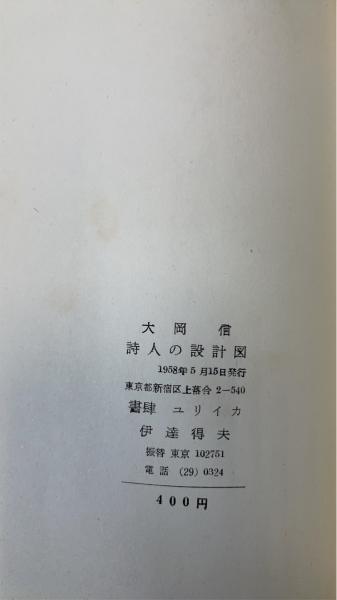 大岡 信
詩人の設計図
1958年5月15日発行
東京都新宿区上落合2−540
書肆 ユリイカ
伊達得夫
振替 東京 102751
電話 (29) 0324
400円